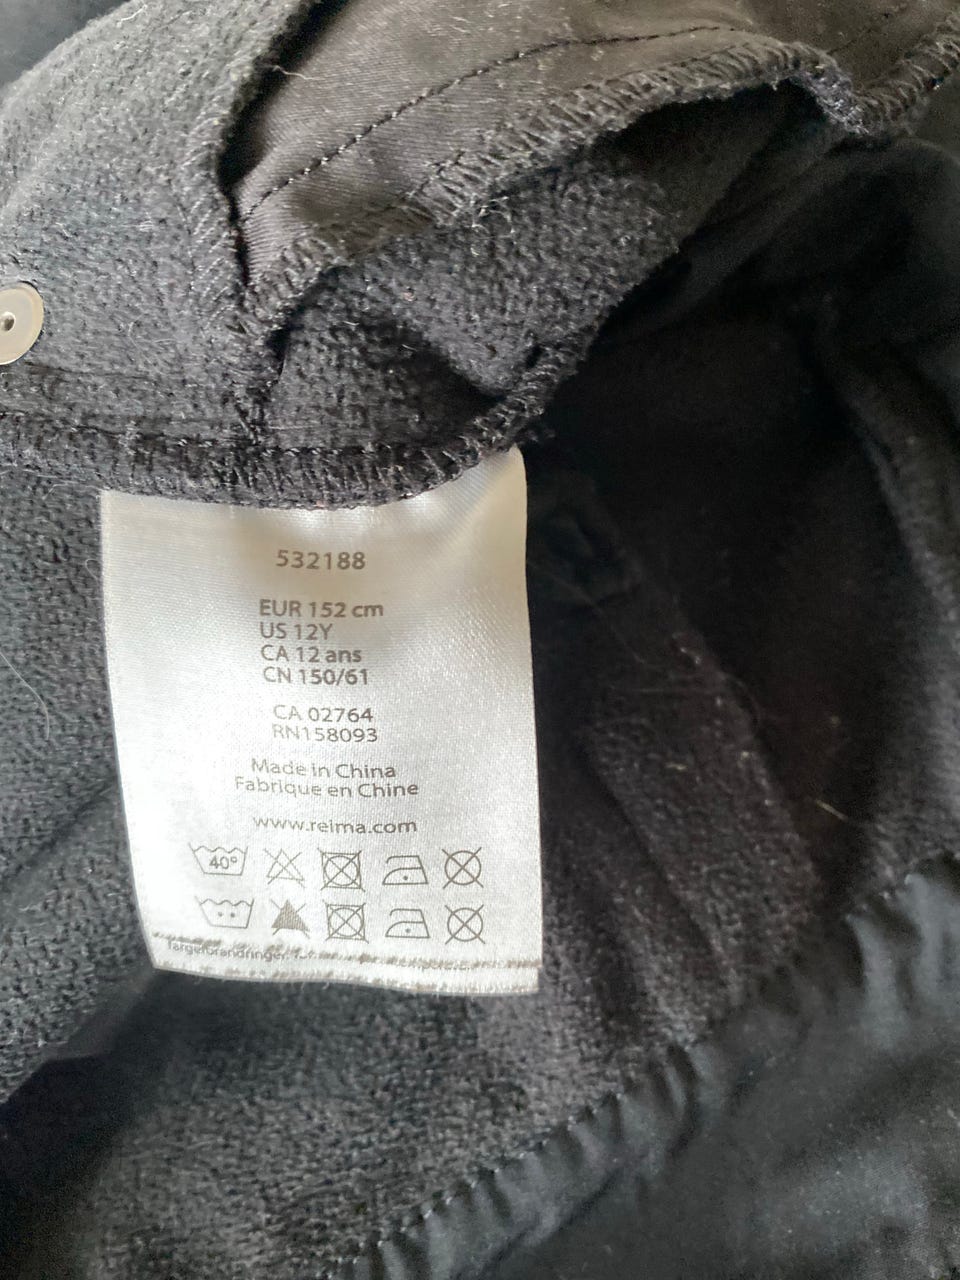 532188
EUR 152 cm
US 12Y
CA 12 ans
CN 150/61
CA 02764
RN158093
Made in China
Fabrique en Chine
www.reima.com
40°